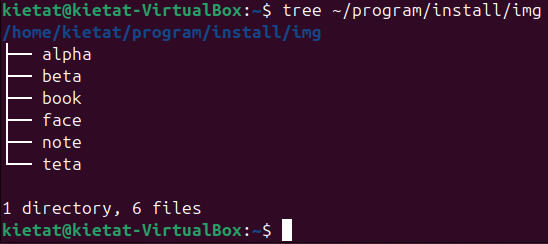 kietat@kietat-VirtualBox:~$ tree ~/program/install/img
/home/kietat/program/install/img
├── alpha
├── beta
├── book
├── face
├── note
└── teta

1 directory, 6 files
kietat@kietat-VirtualBox:~$